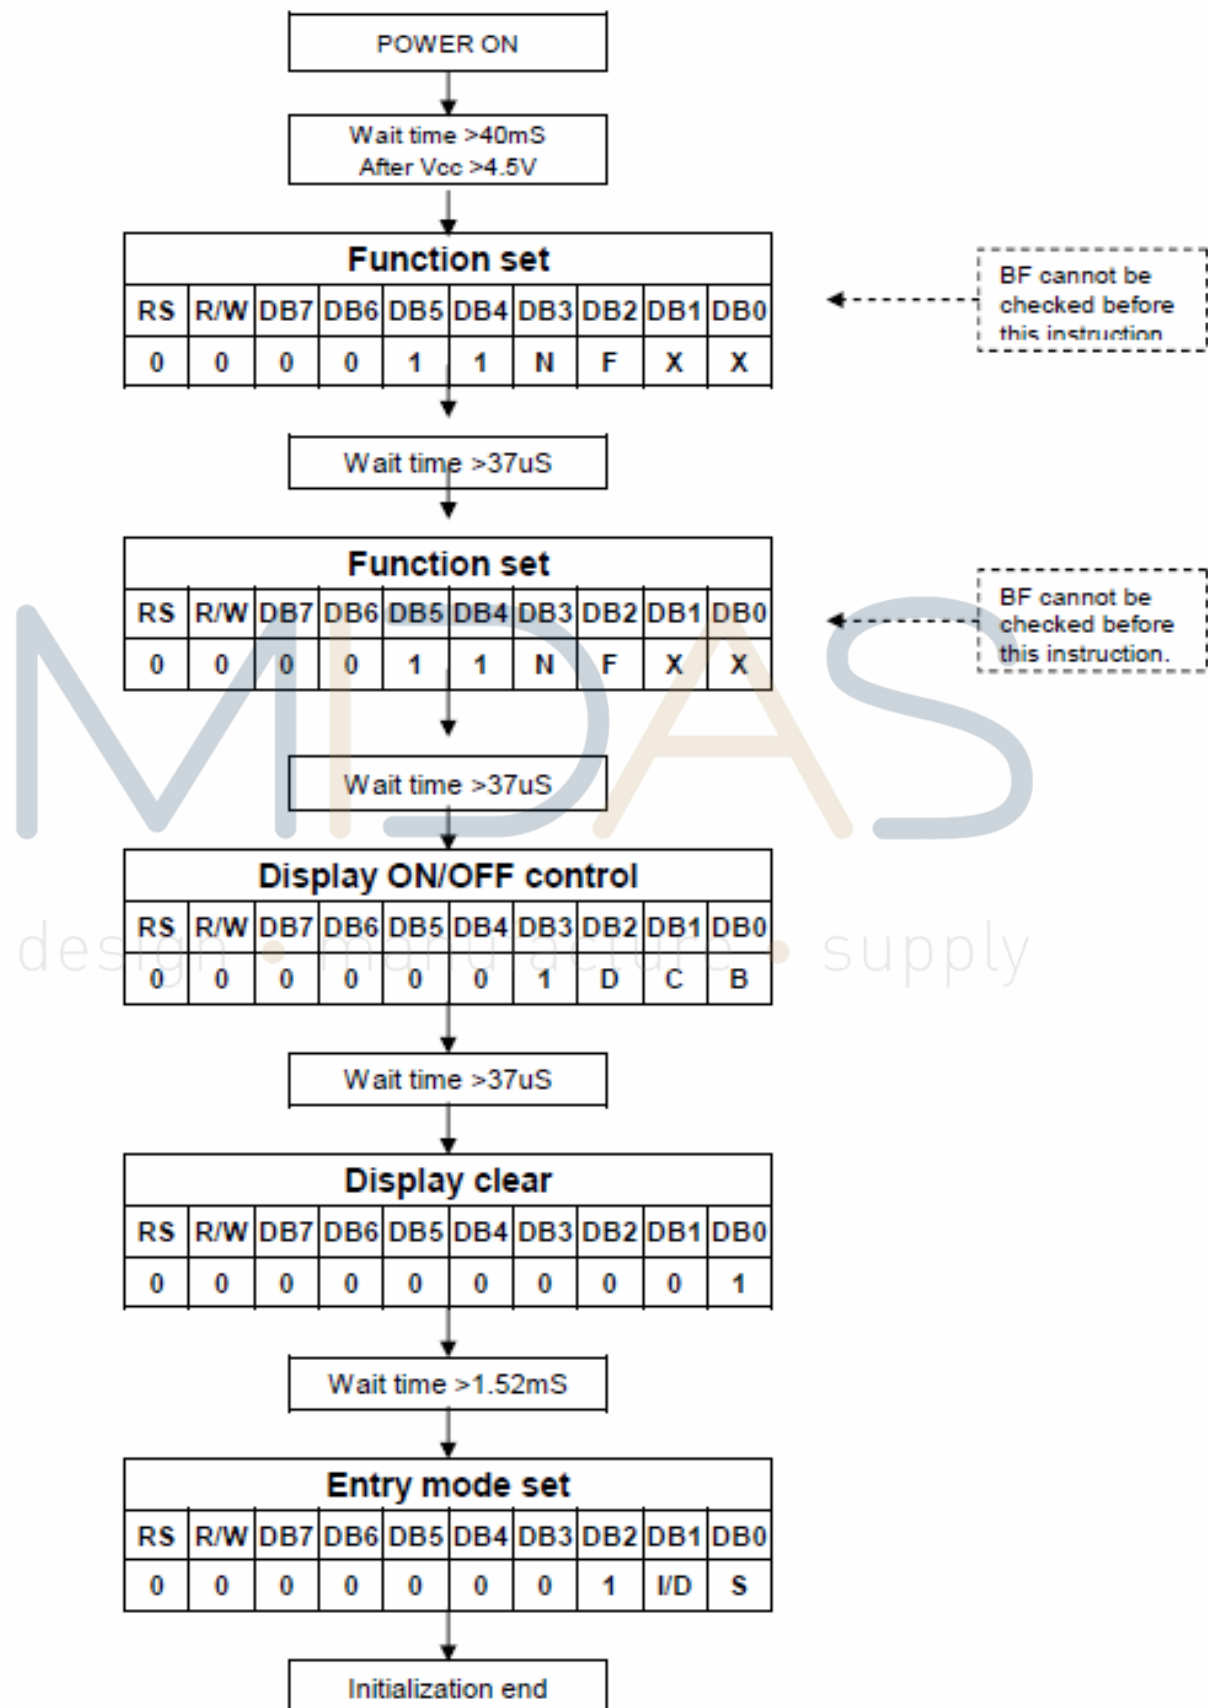 POWER ON
Wait time >40mS
After Vcc >4.5V
Function set
RS R/W DB7 DB6 DB5 DB4 DB3 DB2 DB1 DB0
0 0 0 0 1 1 N F X X
BF cannot be
checked before
this instruction
Wait time >37uS
Function set
RS R/W DB7 DB6 DB5 DB4 DB3 DB2 DB1 DB0
0 0 0 0 1 1 N F X X
BF cannot be
checked before
this instruction.
MIDAS
Wait time >37uS
Display ON/OFF control
RS R/W DB7 DB6 DB5 DB4 DB3 DB2 DB1 DB0
design • manufacture • supply
0 0 0 0 0 0 1 D C B
Wait time >37uS
Display clear
RS R/W DB7 DB6 DB5 DB4 DB3 DB2 DB1 DB0
0 0 0 0 0 0 0 0 0 1
Wait time >1.52mS
Entry mode set
RS R/W DB7 DB6 DB5 DB4 DB3 DB2 DB1 DB0
0 0 0 0 0 0 0 1 I/D S
Initialization end